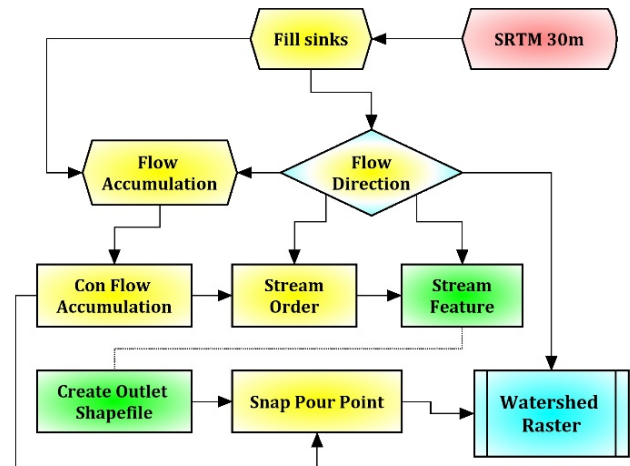 Fill sinks
SRTM 30m
Flow
Accumulation
Flow
Direction
Con Flow
Accumulation
Stream
Order
Stream
Feature
Create Outlet
Shapefile
Snap Pour Point
Watershed
Raster